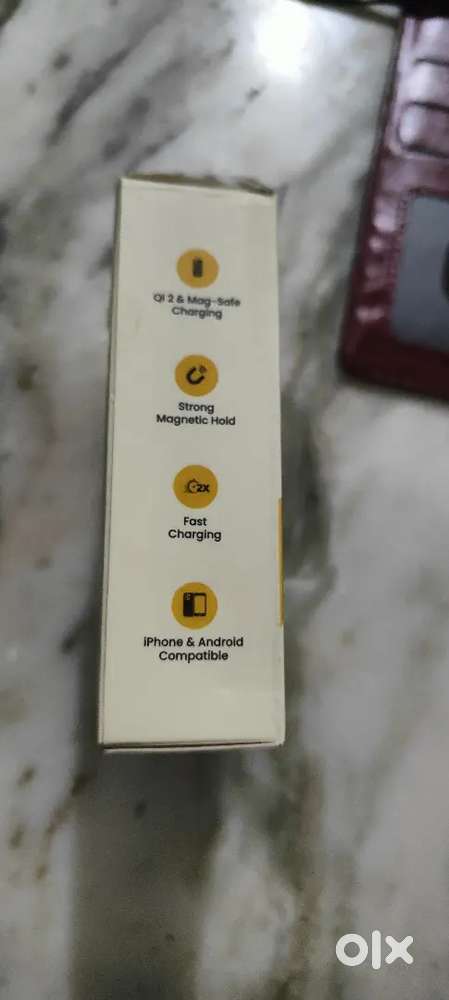 Qi 2 & Mag-Safe
Charging
Strong
Magnetic Hold
2X
Fast
Charging
iPhone & Android
Compatible
olx